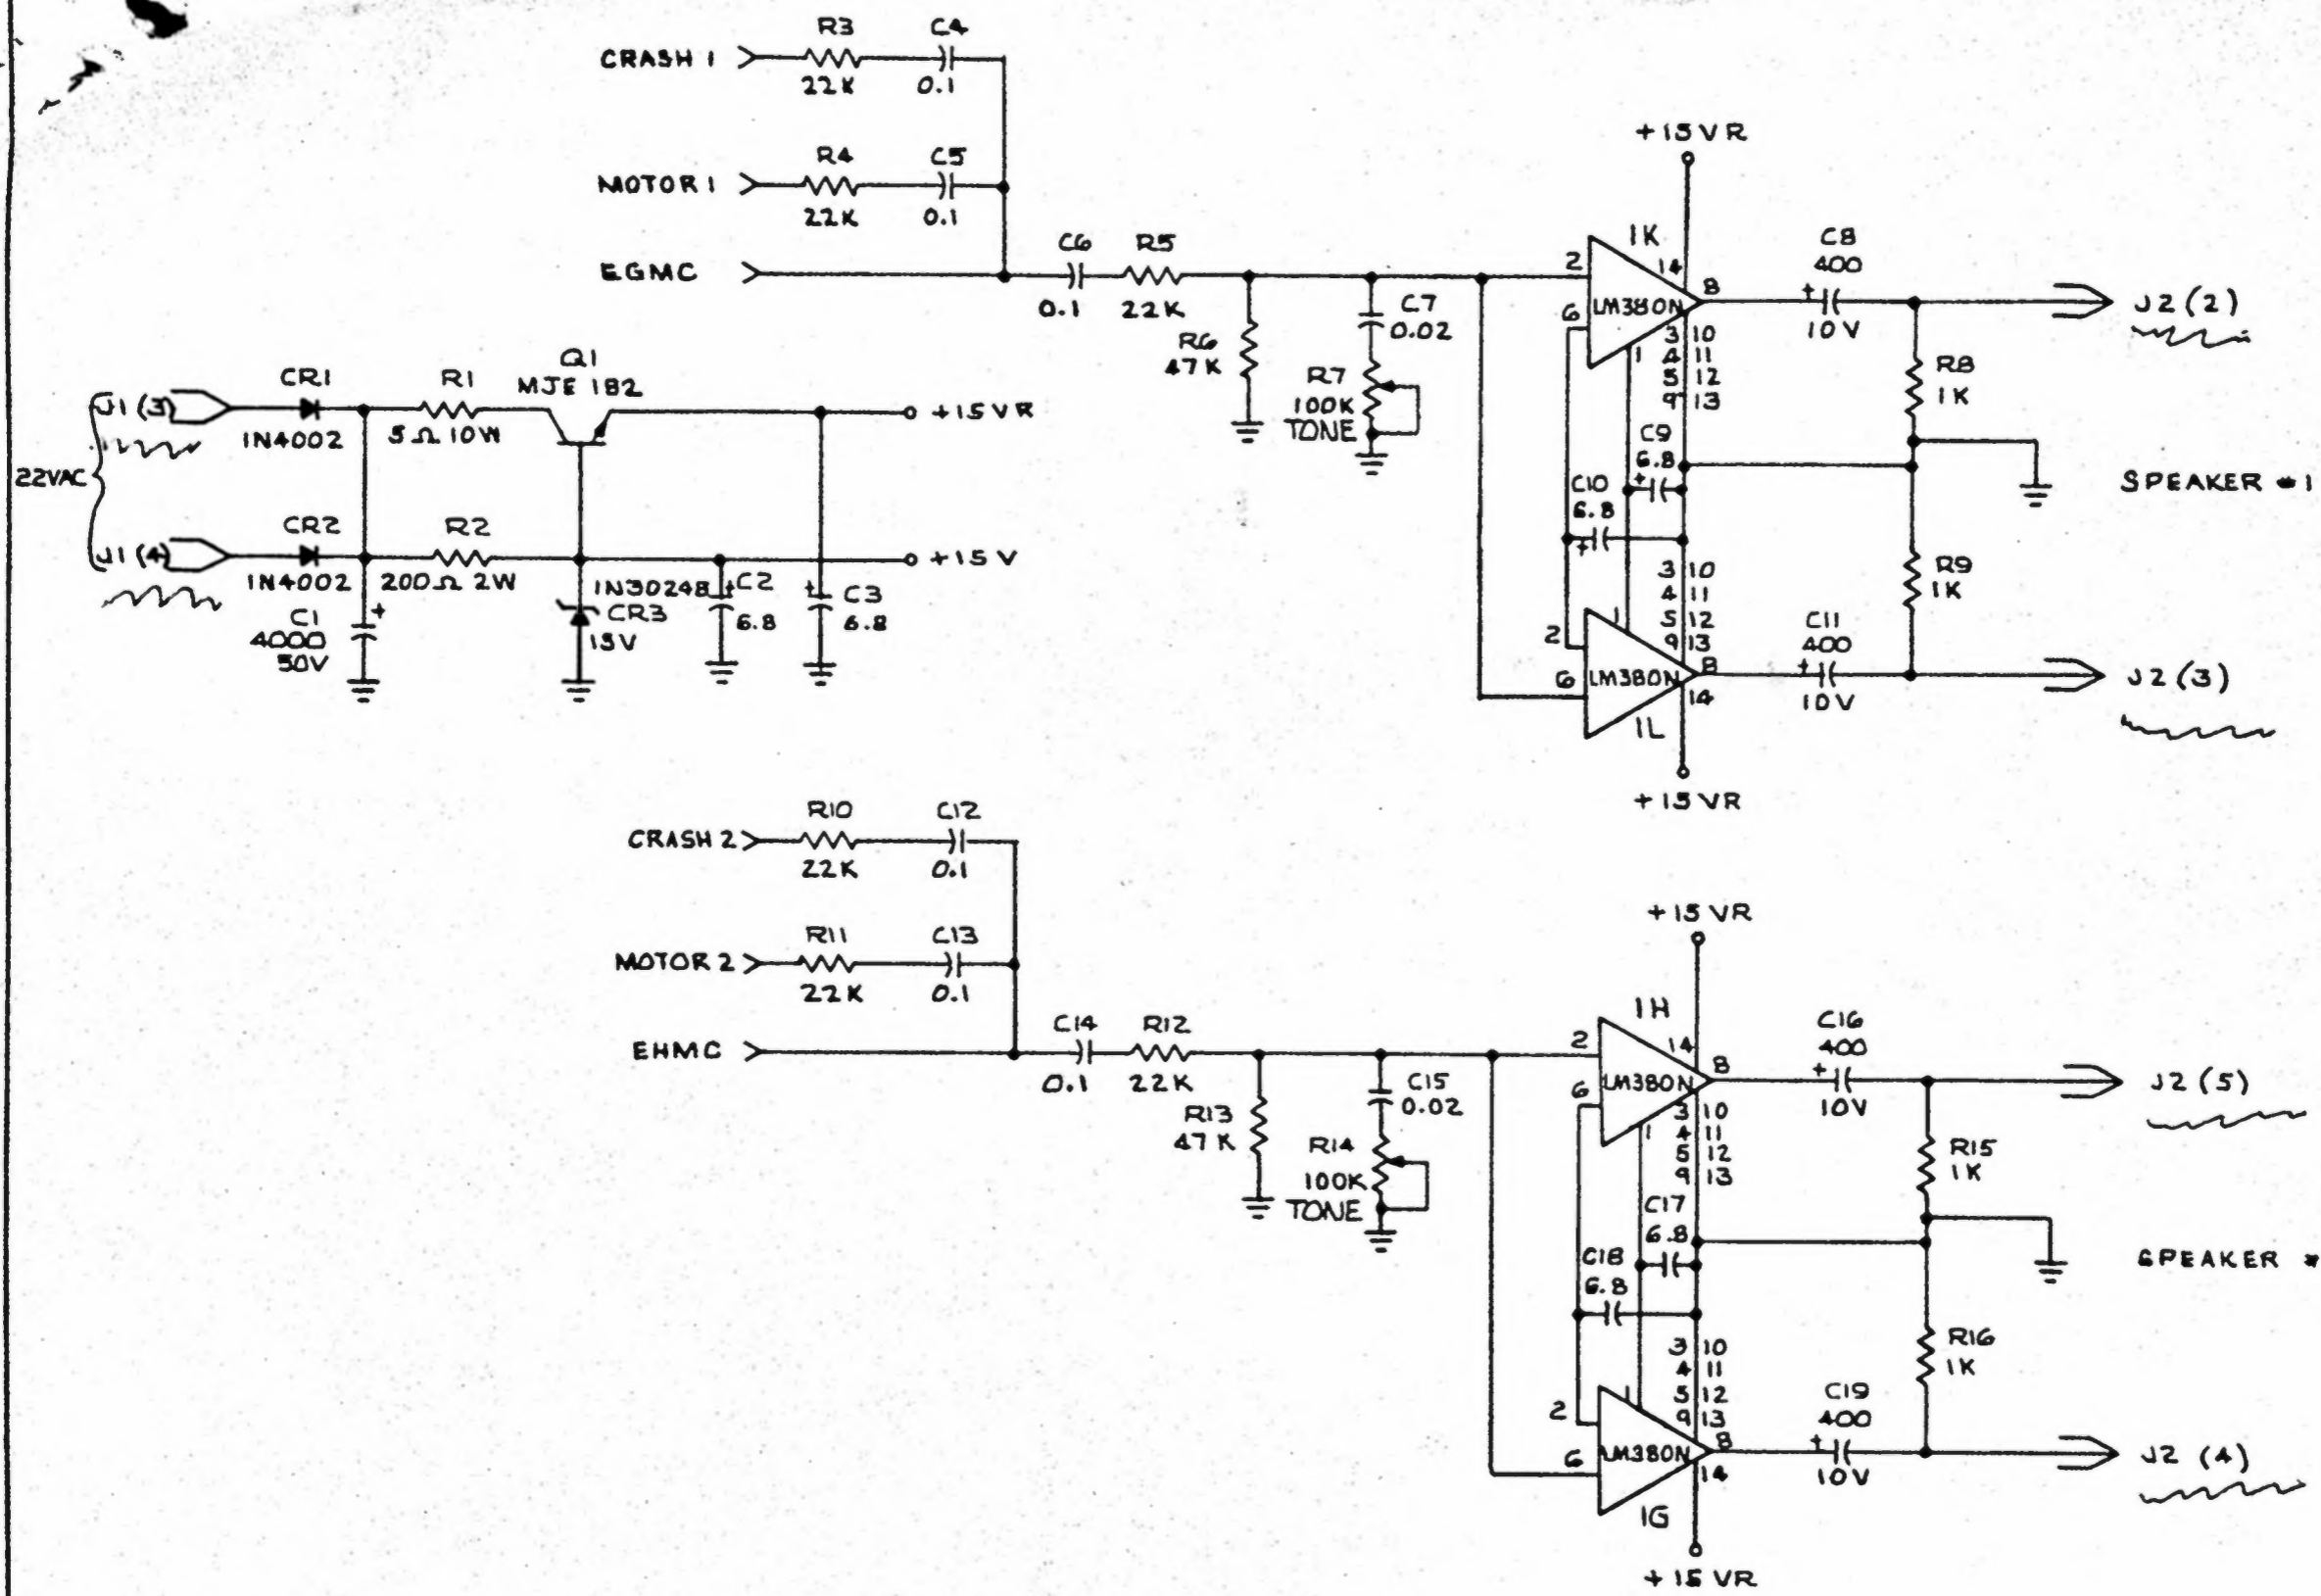 CRASH 1
R3
22K
C4
0.1
MOTOR 1
R4
22K
C5
0.1
EGMC
C6
0.1
R5
22K
R6
47K
C7
0.02
R7
100K
TONE
+15VR
1K
14
2
6
LM380N
8
1
3 10
4 11
5 12
9 13
C8
400
+
10V
J2 (2)
R8
1K
C9
6.8
+
C10
6.8
+
SPEAKER #1
R9
1K
3 10
4 11
5 12
9 13
1
2
6
LM380N
8
14
1L
+15VR
C11
400
+
10V
J2 (3)
22VAC
J1 (3)
CR1
1N4002
R1
5Ω 10W
Q1
MJE 182
+15VR
J1 (4)
CR2
1N4002
R2
200Ω 2W
+15V
C1
4000
50V
+
1N3024B
CR3
15V
+
C2
6.8
+
C3
6.8
CRASH 2
R10
22K
C12
0.1
MOTOR 2
R11
22K
C13
0.1
EHMC
C14
0.1
R12
22K
R13
47K
C15
0.02
R14
100K
TONE
+15VR
1H
14
2
6
LM380N
8
1
3 10
4 11
5 12
9 13
C16
400
+
10V
J2 (5)
R15
1K
C17
6.8
C18
6.8
SPEAKER #
R16
1K
3 10
4 11
5 12
9 13
1
2
6
LM380N
8
14
1G
+15VR
C19
400
+
10V
J2 (4)